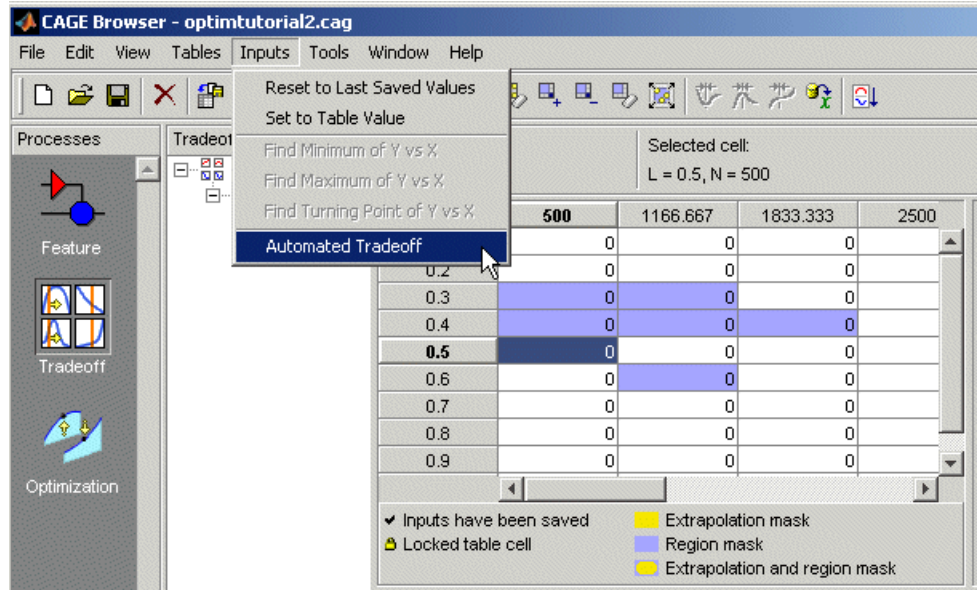 CAGE Browser - optimtutorial2.cag
File Edit View Tables Inputs Tools Window Help
Reset to Last Saved Values
Set to Table Value
Find Minimum of Y vs X
Find Maximum of Y vs X
Find Turning Point of Y vs X
Automated Tradeoff
Processes
Feature
Tradeoff
Optimization
Selected cell:
L = 0.5, N = 500
500 1166.667 1833.333 2500
0 0 0
0.2 0 0 0
0.3 0 0 0
0.4 0 0 0
0.5 0 0 0
0.6 0 0 0
0.7 0 0 0
0.8 0 0 0
0.9 0 0 0
Inputs have been saved
Locked table cell
Extrapolation mask
Region mask
Extrapolation and region mask